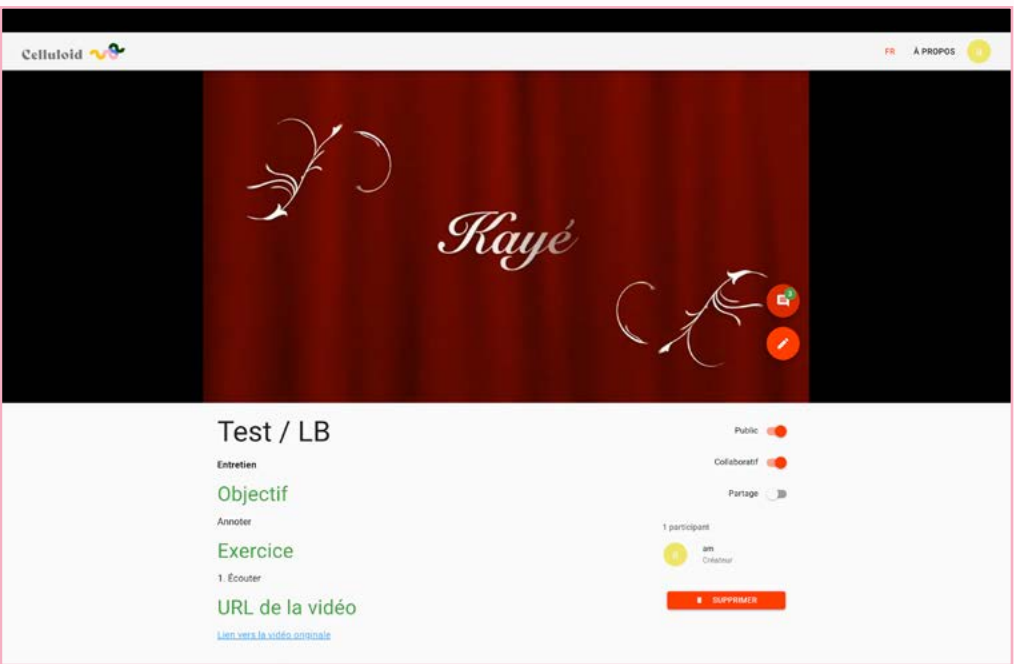 Celluloid
FR À PROPOS a
Kayé
3
Test / LB
Public
Entretien
Collaboratif
Objectif
Partage
Annoter
1 participant
Exercice
a
am
Créateur
1. Écouter
URL de la vidéo
SUPPRIMER
Lien vers la vidéo originale